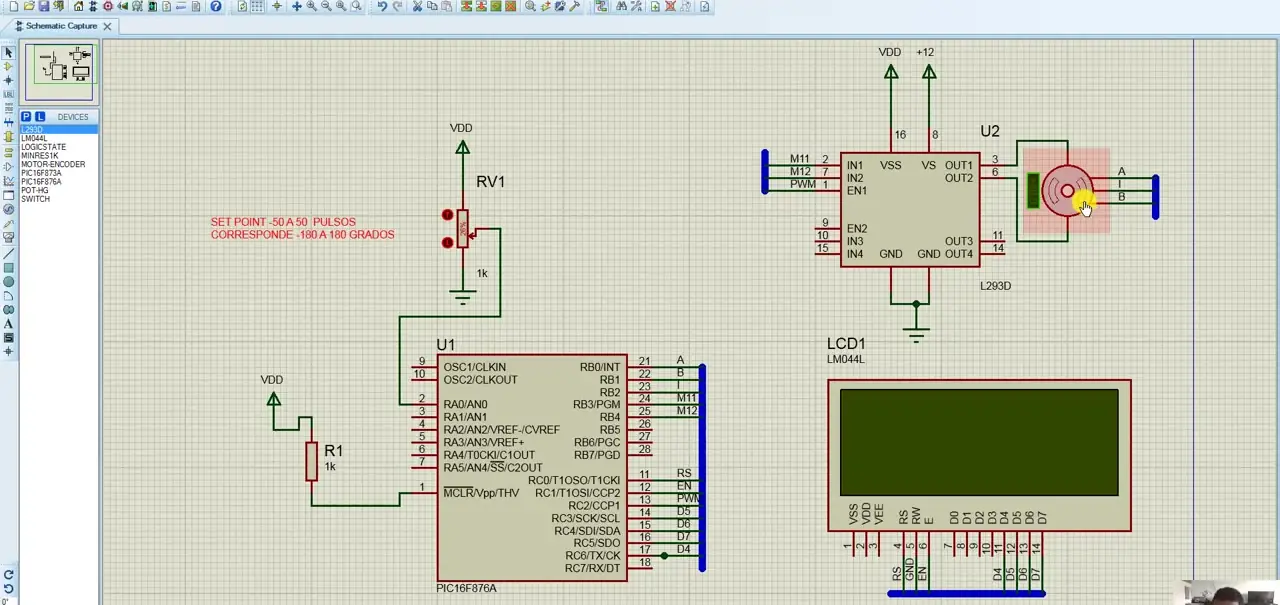 Schematic Capture
P L DEVICES
L293D
LM044L
LOGICSTATE
MINRES1K
MOTOR-ENCODER
PIC16F873A
PIC16F876A
POT-HG
SWITCH
VDD
RV1
1k
SET POINT -50 A 50 PULSOS
CORRESPONDE -180 A 180 GRADOS
VDD
R1
1k
U1
9 OSC1/CLKIN
10 OSC2/CLKOUT
2 RA0/AN0
3 RA1/AN1
4 RA2/AN2/VREF-/CVREF
5 RA3/AN3/VREF+
6 RA4/T0CKI/C1OUT
7 RA5/AN4/SS/C2OUT
1 MCLR/Vpp/THV
RB0/INT 21 A
RB1 22 B
RB2 23 I
RB3/PGM 24 M11
RB4 25 M12
RB5 26
RB6/PGC 27
RB7/PGD 28
RC0/T1OSO/T1CKI 11 RS
RC1/T1OSI/CCP2 12 EN
RC2/CCP1 13 PWM
RC3/SCK/SCL 14 D5
RC4/SDI/SDA 15 D6
RC5/SDO 16 D7
RC6/TX/CK 17 D4
RC7/RX/DT 18
PIC16F876A
VDD +12
16 8
U2
M11 2 IN1 VSS VS OUT1 3
M12 7 IN2 OUT2 6
PWM 1 EN1
9 EN2
10 IN3 OUT3 11
15 IN4 GND GND OUT4 14
L293D
A
I
B
LCD1
LM044L
VSS VDD VEE RS RW E D0 D1 D2 D3 D4 D5 D6 D7
1 2 3 4 5 6 7 8 9 10 11 12 13 14
RS GND EN D4 D5 D6 D7